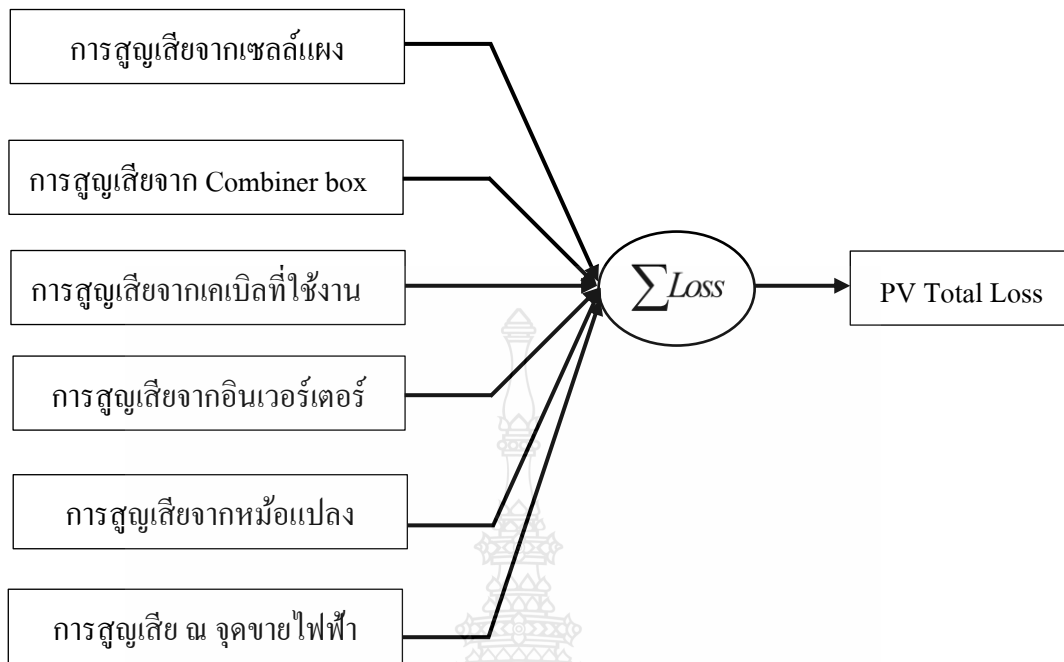 การสูญเสียจากเซลล์แผง
การสูญเสียจาก Combiner box
การสูญเสียจากเคเบิลที่ใช้งาน
การสูญเสียจากอินเวอร์เตอร์
การสูญเสียจากหม้อแปลง
การสูญเสีย ณ จุดขายไฟฟ้า
∑Loss
PV Total Loss